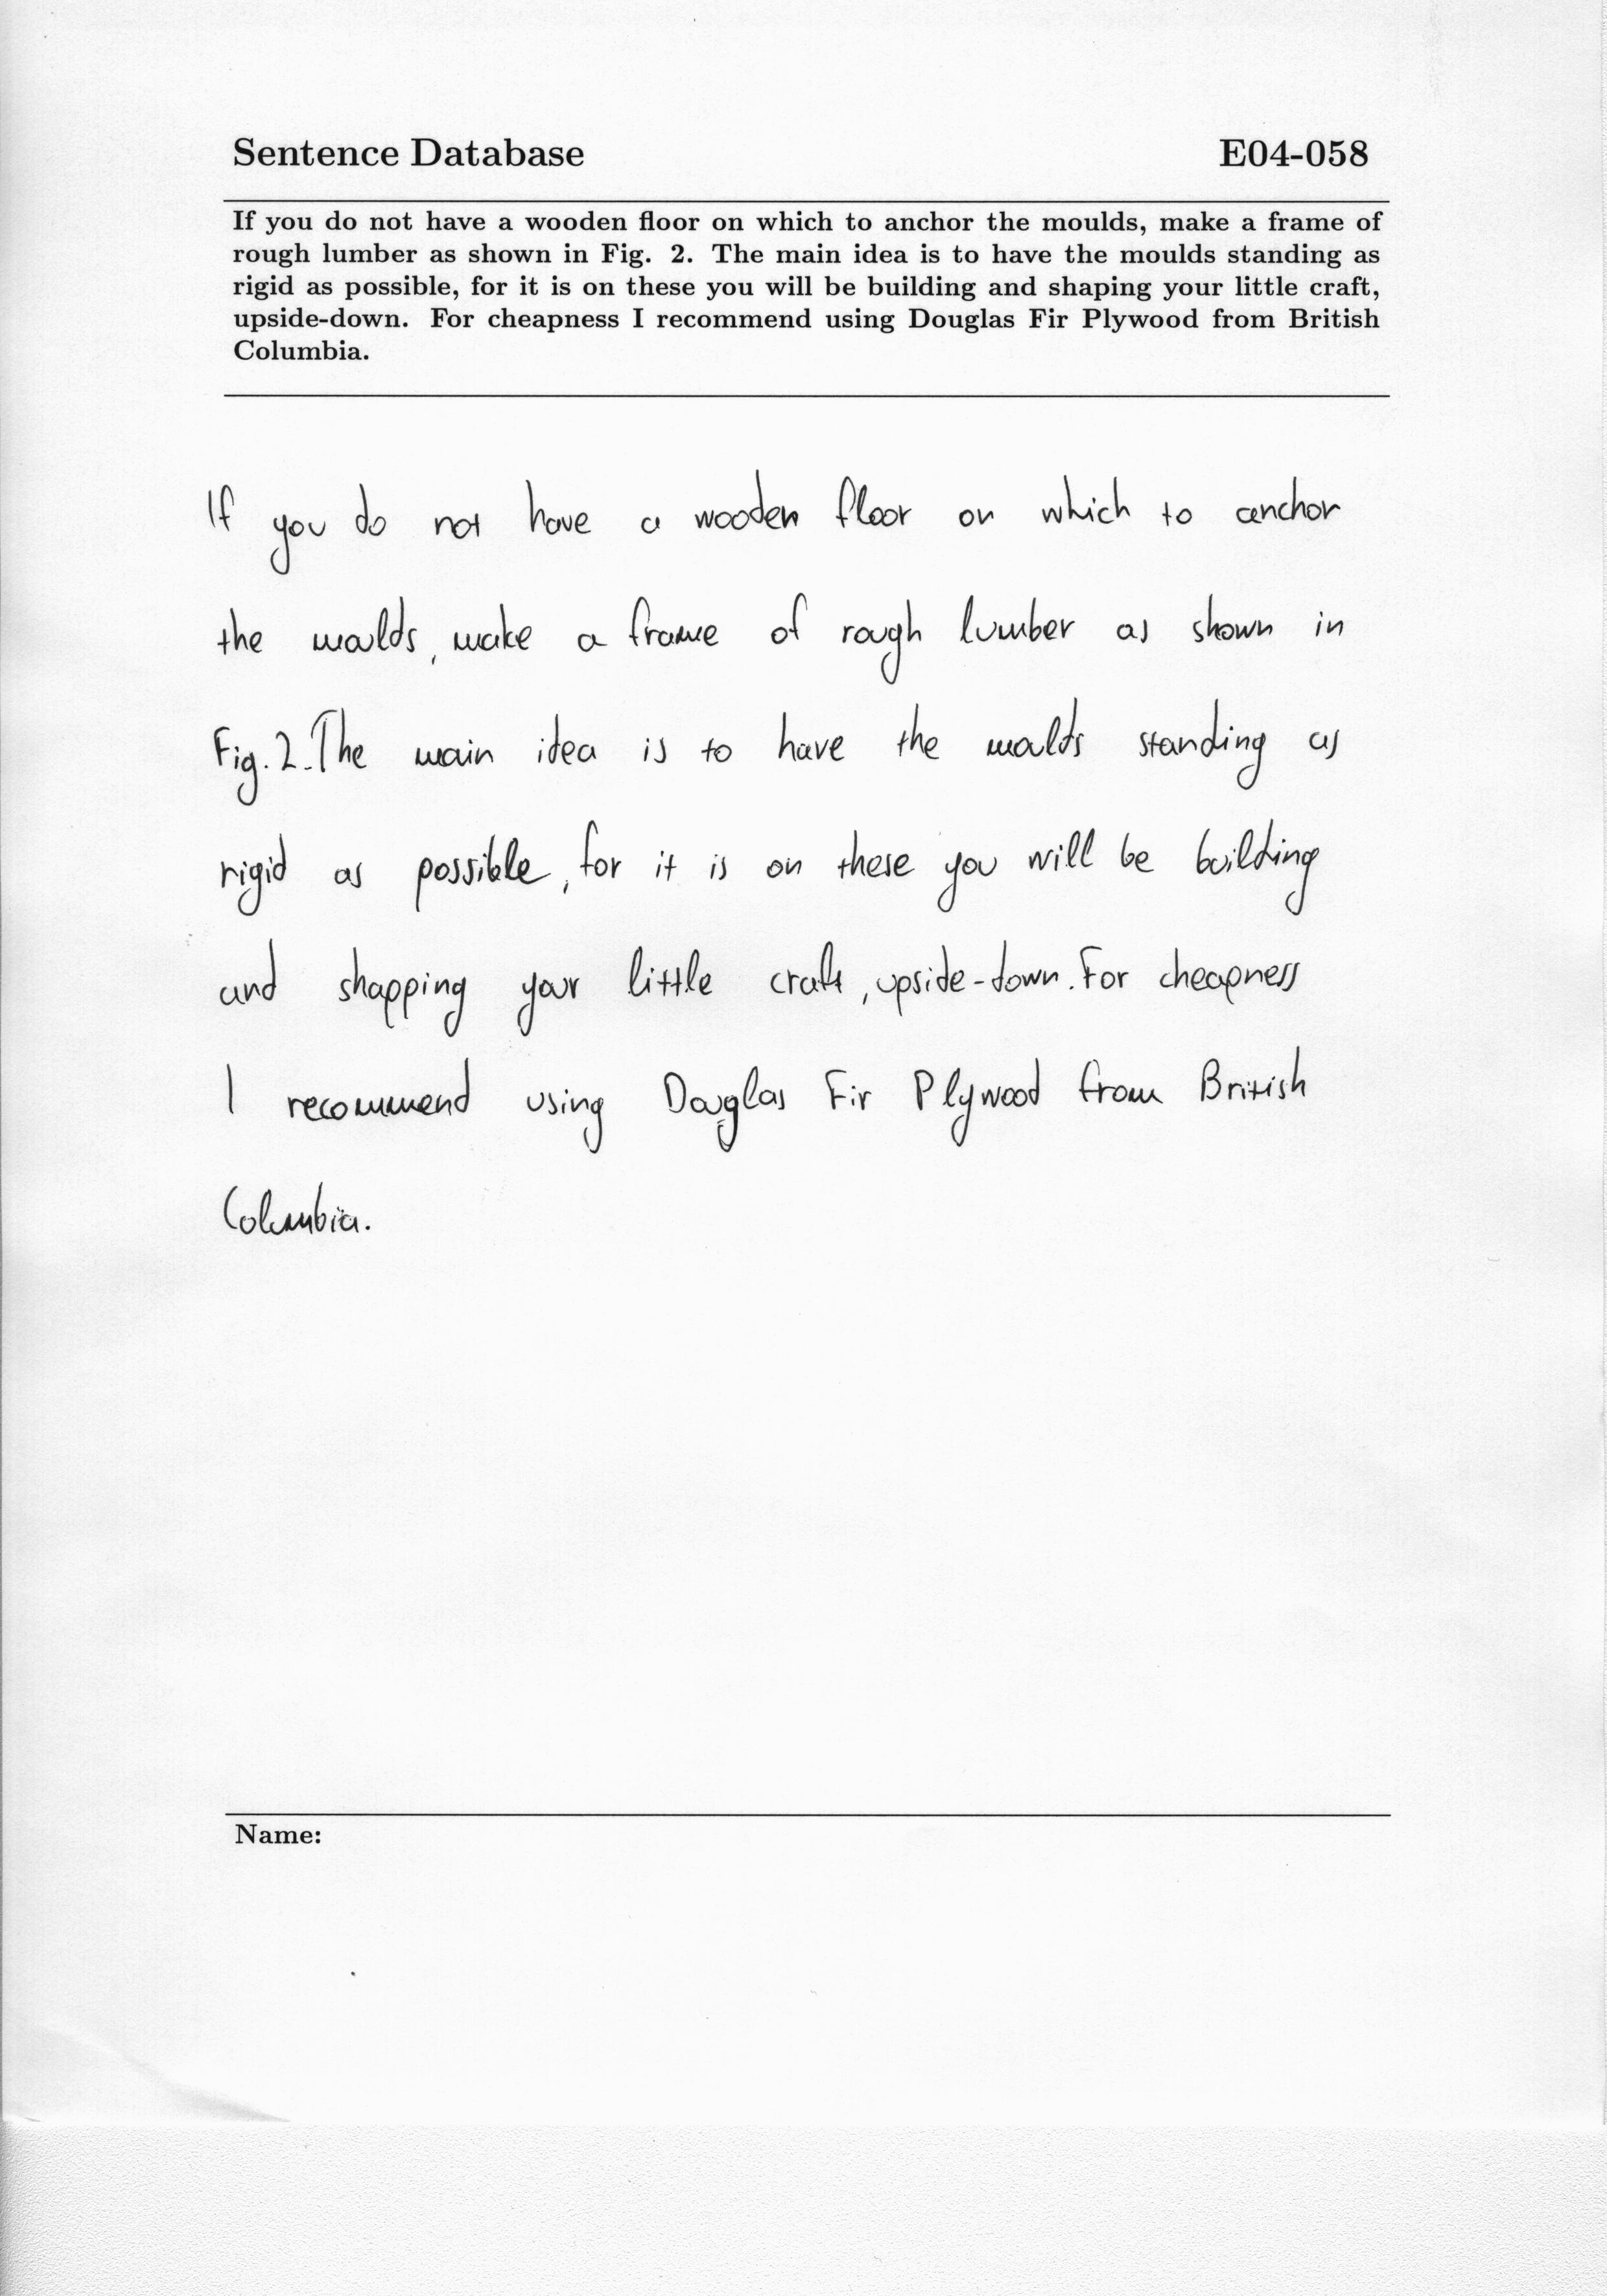 Sentence Database E04-058
If you do not have a wooden floor on which to anchor the moulds, make a frame of
rough lumber as shown in Fig. 2. The main idea is to have the moulds standing as
rigid as possible, for it is on these you will be building and shaping your little craft,
upside-down. For cheapness I recommend using Douglas Fir Plywood from British
Columbia.
If you do not have a wooden floor on which to anchor
the moulds, make a frame of rough lumber as shown in
Fig. 2. The main idea is to have the moulds standing as
rigid as possible, for it is on these you will be building
and shapping your little craft, upside-down. For cheapness
I recommend using Douglas Fir Plywood from British
Columbia.
Name: